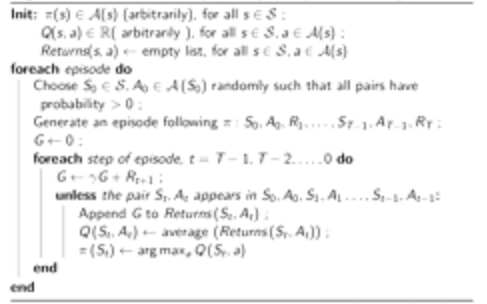 Init: π(s) ∈ A(s) (arbitrarily), for all s ∈ S ;
Q(s, a) ∈ ℝ( arbitrarily ), for all s ∈ S, a ∈ A(s) ;
Returns(s, a) ← empty list, for all s ∈ S, a ∈ A(s)
foreach episode do
Choose S₀ ∈ S, A₀ ∈ A(S₀) randomly such that all pairs have
probability > 0 ;
Generate an episode following π : S₀, A₀, R₁, . . . , S_{T−1}, A_{T−1}, R_T ;
G ← 0 ;
foreach step of episode, t = T − 1, T − 2, . . . , 0 do
G ← γG + R_{t+1} ;
unless the pair S_t, A_t appears in S₀, A₀, S₁, A₁ . . . , S_{t−1}, A_{t−1}:
Append G to Returns(S_t, A_t) ;
Q(S_t, A_t) ← average (Returns(S_t, A_t)) ;
π(S_t) ← arg max_a Q(S_t, a)
end
end